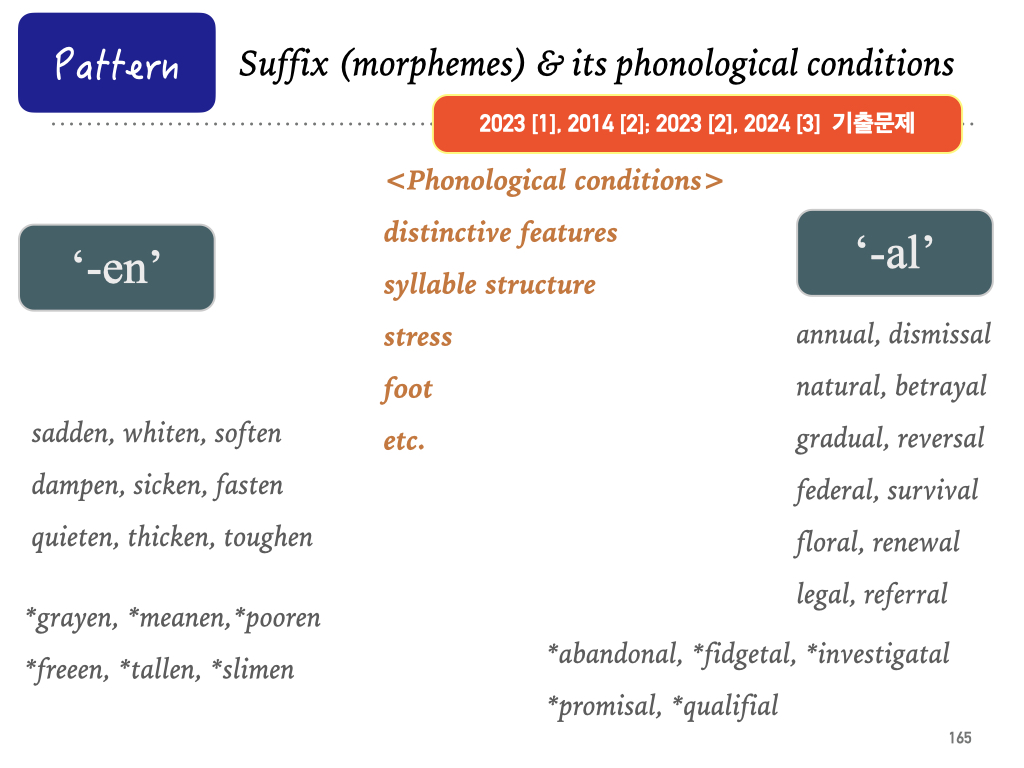 Pattern
Suffix (morphemes) & its phonological conditions
2023 [1], 2014 [2]; 2023 [2], 2024 [3] 기출문제
<Phonological conditions>
distinctive features
syllable structure
stress
foot
etc.
‘-en’
sadden, whiten, soften
dampen, sicken, fasten
quieten, thicken, toughen
*grayen, *meanen,*pooren
*freeen, *tallen, *slimen
‘-al’
annual, dismissal
natural, betrayal
gradual, reversal
federal, survival
floral, renewal
legal, referral
*abandonal, *fidgetal, *investigatal
*promisal, *qualifial
165